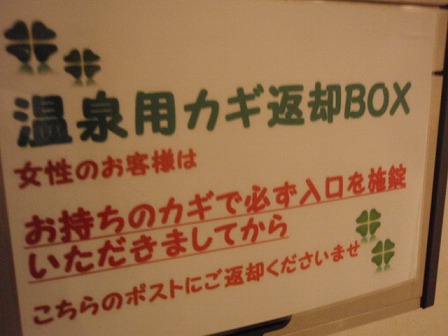 温泉用カギ返却BOX
女性のお客様は
お持ちのカギで必ず入口を施錠
いただきましてから
こちらのポストにご返却くださいませ